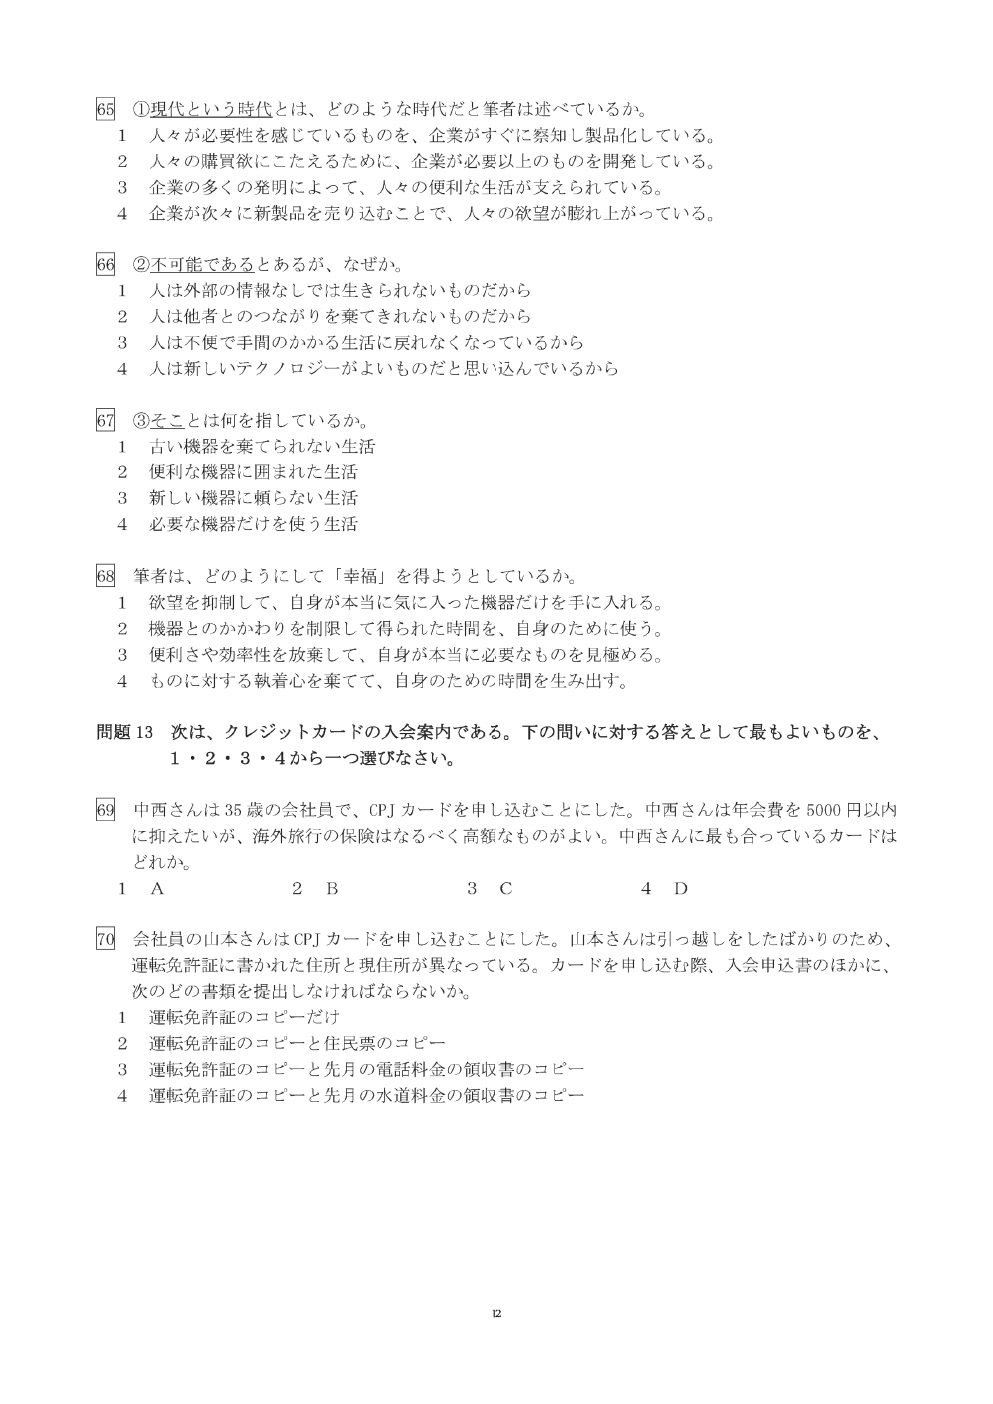 65 ①現代という時代とは、どのような時代だと筆者は述べているか。
1 人々が必要性を感じているものを、企業がすぐに察知し製品化している。
2 人々の購買欲にこたえるために、企業が必要以上のものを開発している。
3 企業の多くの発明によって、人々の便利な生活が支えられている。
4 企業が次々に新製品を売り込むことで、人々の欲望が膨れ上がっている。
66 ②不可能であるとあるが、なぜか。
1 人は外部の情報なしでは生きられないものだから
2 人は他者とのつながりを棄てきれないものだから
3 人は不便で手間のかかる生活に戻れなくなっているから
4 人は新しいテクノロジーがよいものだと思い込んでいるから
67 ③そことは何を指しているか。
1 古い機器を棄てられない生活
2 便利な機器に囲まれた生活
3 新しい機器に頼らない生活
4 必要な機器だけを使う生活
68 筆者は、どのようにして「幸福」を得ようとしているか。
1 欲望を抑制して、自身が本当に気に入った機器だけを手に入れる。
2 機器とのかかわりを制限して得られた時間を、自身のために使う。
3 便利さや効率性を放棄して、自身が本当に必要なものを見極める。
4 ものに対する執着心を棄てて、自身のための時間を生み出す。
問題 13 次は、クレジットカードの入会案内である。下の問いに対する答えとして最もよいものを、
1・2・3・4から一つ選びなさい。
69 中西さんは 35 歳の会社員で、CPJ カードを申し込むことにした。中西さんは年会費を 5000 円以内
に抑えたいが、海外旅行の保険はなるべく高額なものがよい。中西さんに最も合っているカードは
どれか。
1 A 2 B 3 C 4 D
70 会社員の山本さんは CPJ カードを申し込むことにした。山本さんは引っ越しをしたばかりのため、
運転免許証に書かれた住所と現住所が異なっている。カードを申し込む際、入会申込書のほかに、
次のどの書類を提出しなければならないか。
1 運転免許証のコピーだけ
2 運転免許証のコピーと住民票のコピー
3 運転免許証のコピーと先月の電話料金の領収書のコピー
4 運転免許証のコピーと先月の水道料金の領収書のコピー
12